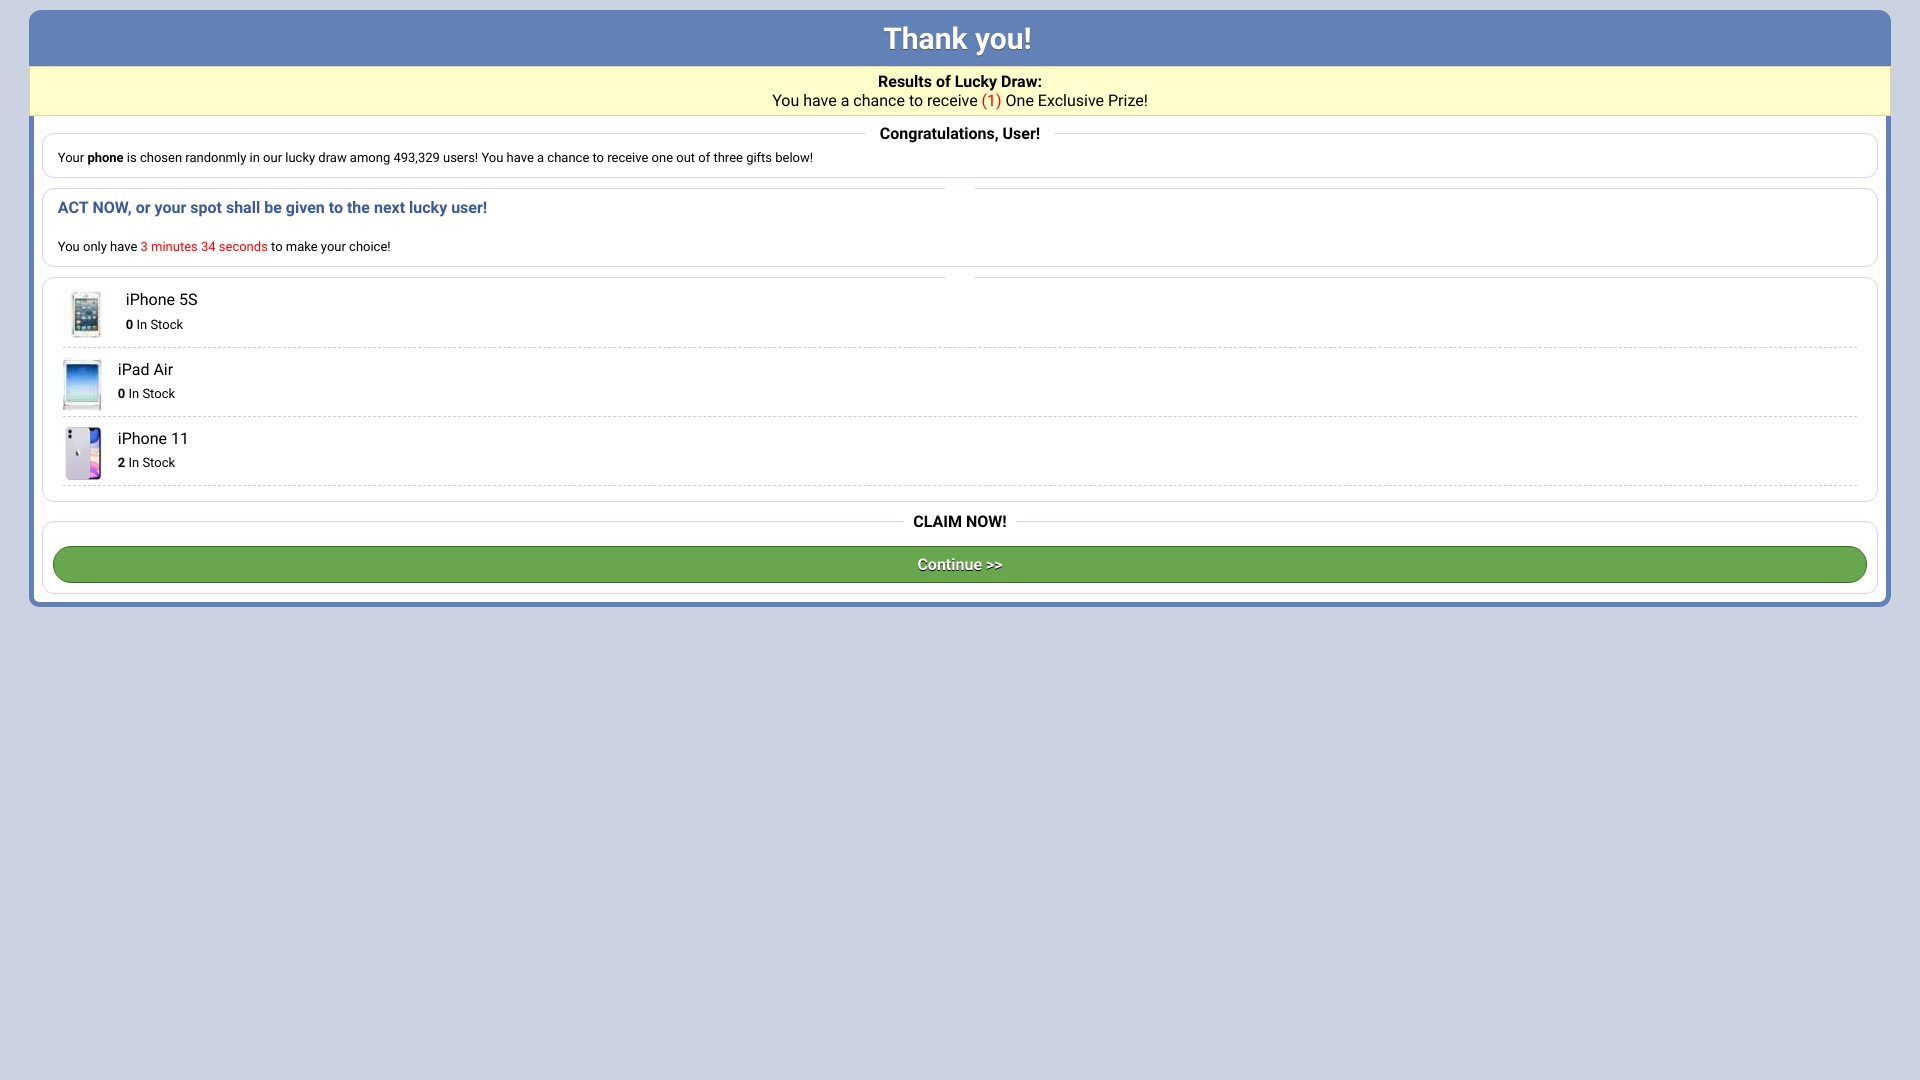 Thank you!
Results of Lucky Draw:
You have a chance to receive (1) One Exclusive Prize!
Congratulations, User!
Your phone is chosen randonmly in our lucky draw among 493,329 users! You have a chance to receive one out of three gifts below!
ACT NOW, or your spot shall be given to the next lucky user!
You only have 3 minutes 34 seconds to make your choice!
iPhone 5S
0 In Stock
iPad Air
0 In Stock
iPhone 11
2 In Stock
CLAIM NOW!
Continue >>